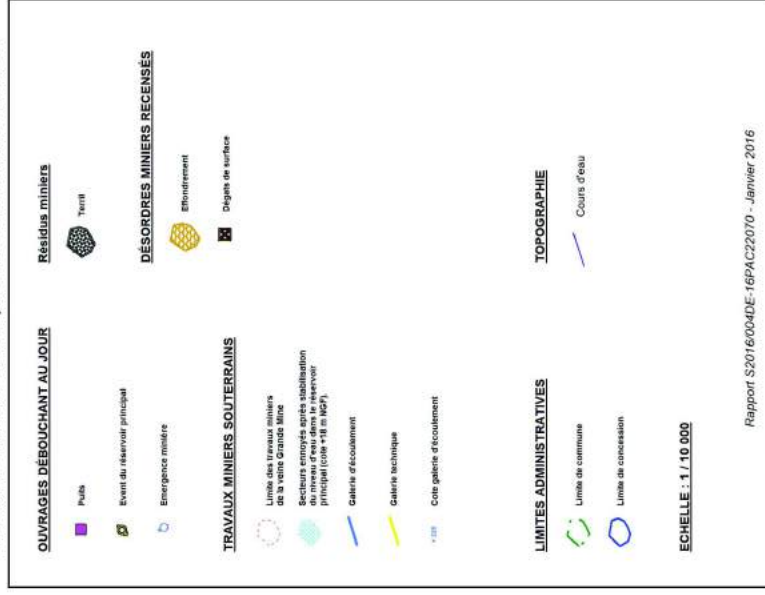 OUVRAGES DÉBOUCHANT AU JOUR
Puits
Event du réservoir principal
Emergence minière
TRAVAUX MINIERS SOUTERRAINS
Limite des travaux miniers
de la veine Grande Mine
Secteurs ennoyés après stabilisation
du niveau d'eau dans le réservoir
principal (cote +18 m NGF).
Galerie d'écoulement
Galerie technique
Cote galerie d'écoulement
LIMITES ADMINISTRATIVES
Limite de commune
Limite de concession
ECHELLE : 1 / 10 000
Résidus miniers
Terril
DÉSORDRES MINIERS RECENSÉS
Effondrement
Dégats de surface
TOPOGRAPHIE
Cours d'eau
Rapport S2016/004DE-16PAC22070 - Janvier 2016